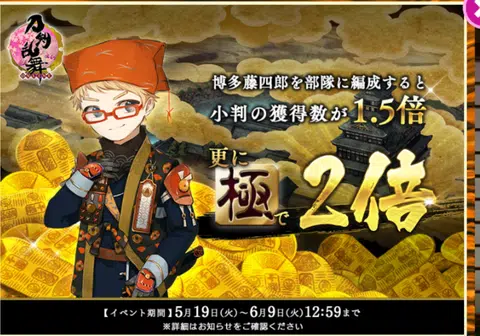 刀剣乱舞
博多藤四郎を部隊に編成すると
小判の獲得数が1.5倍
更に極で2倍
【イベント期間】5月19日(火)～6月9日(火)12:59まで
※詳細はお知らせをご確認ください